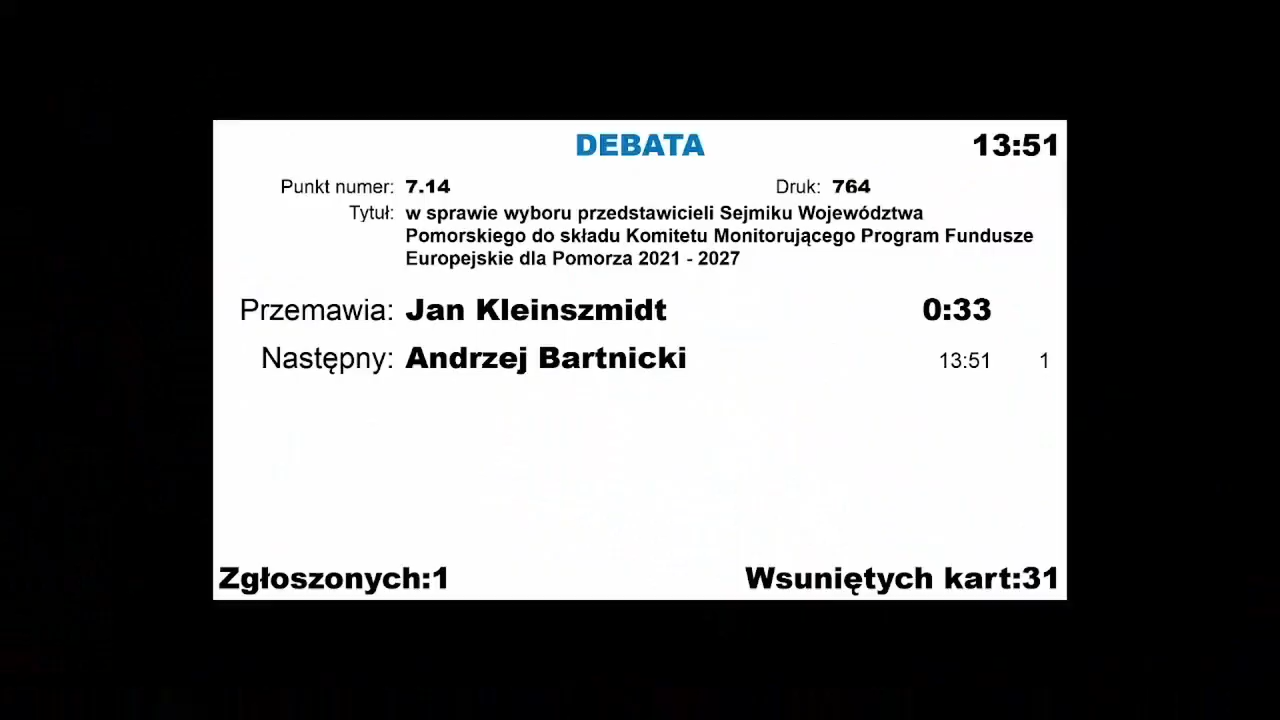 DEBATA 13:51
Punkt numer: 7.14 Druk: 764
Tytuł: w sprawie wyboru przedstawicieli Sejmiku Województwa
Pomorskiego do składu Komitetu Monitorującego Program Fundusze
Europejskie dla Pomorza 2021 - 2027
Przemawia: Jan Kleinszmidt 0:33
Następny: Andrzej Bartnicki 13:51 1
Zgłoszonych:1 Wsuniętych kart:31